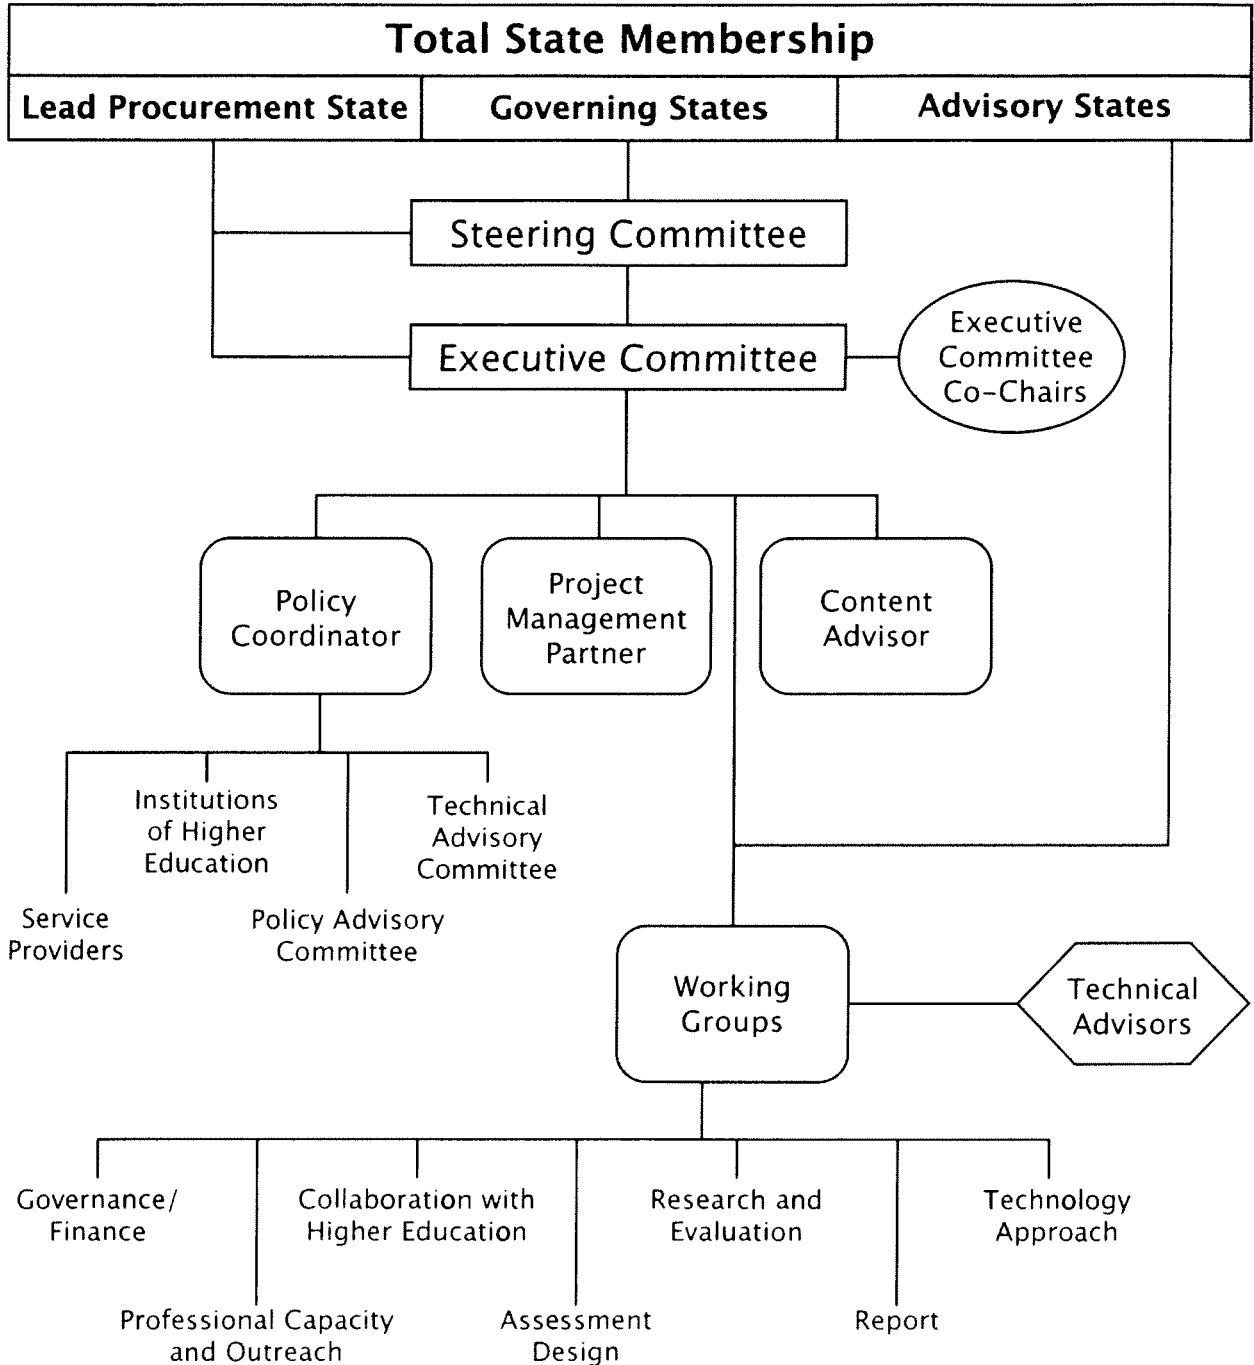 Total State Membership
Lead Procurement State
Governing States
Advisory States
Steering Committee
Executive Committee
Executive
Committee
Co-Chairs
Policy
Coordinator
Project
Management
Partner
Content
Advisor
Institutions
of Higher
Education
Technical
Advisory
Committee
Service
Providers
Policy Advisory
Committee
Working
Groups
Technical
Advisors
Governance/
Finance
Collaboration with
Higher Education
Research and
Evaluation
Technology
Approach
Professional Capacity
and Outreach
Assessment
Design
Report